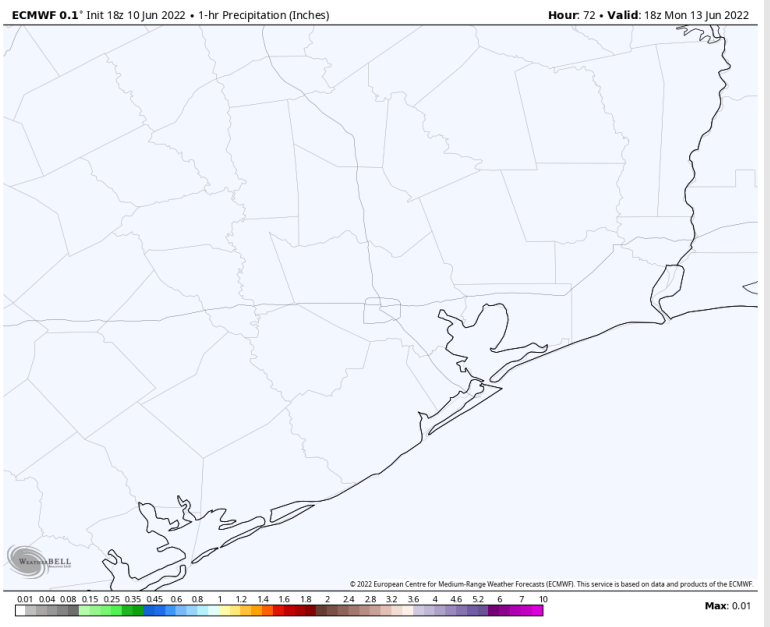 ECMWF 0.1° Init 18z 10 Jun 2022 • 1-hr Precipitation (Inches) Hour: 72 • Valid: 18z Mon 13 Jun 2022
WEATHERBELL
© 2022 European Centre for Medium-Range Weather Forecasts (ECMWF). This service is based on data and products of the ECMWF.
0.01 0.04 0.08 0.15 0.25 0.35 0.45 0.6 0.8 1 1.2 1.4 1.6 1.8 2 2.4 2.8 3.2 3.6 4 4.6 5.2 6 7 10
Max: 0.01